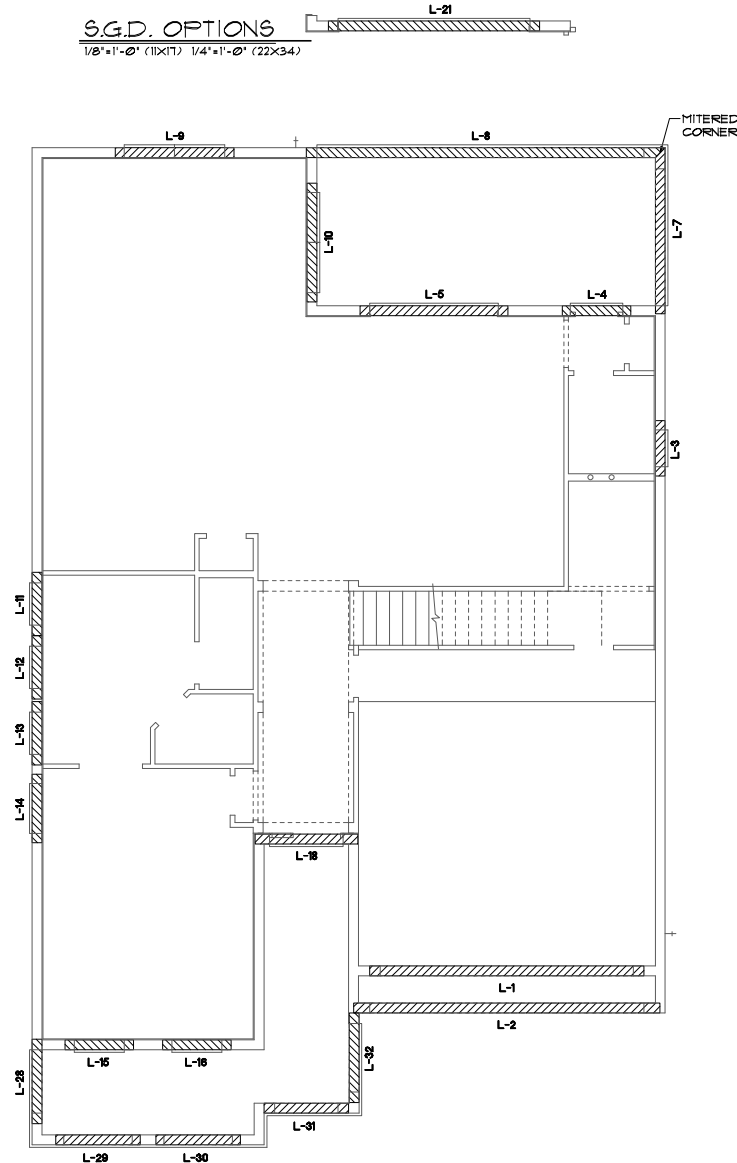 L-21
S.G.D. OPTIONS
1/8"=1'-0" (11X17) 1/4"=1'-0" (22X34)
MITERED
CORNER
L-9
L-8
L-7
L-10
L-5
L-4
L-3
L-11
L-12
L-13
L-14
L-18
L-1
L-2
L-15
L-16
L-32
L-28
L-31
L-29
L-30